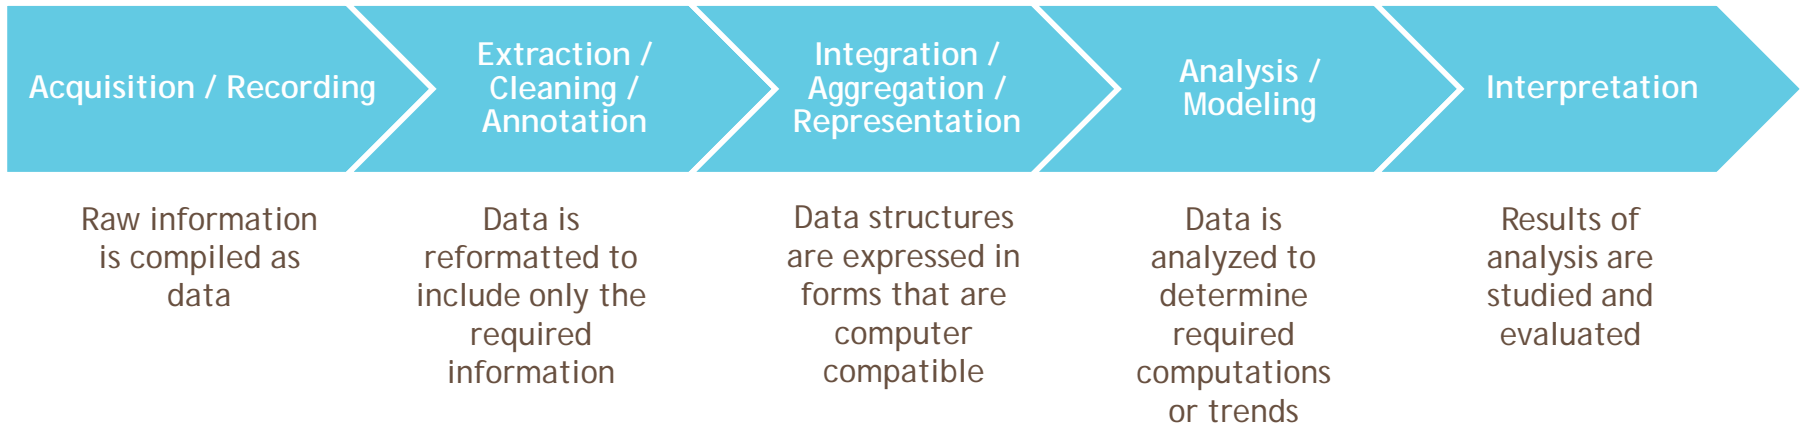 Acquisition / Recording
Extraction /
Cleaning /
Annotation
Integration /
Aggregation /
Representation
Analysis /
Modeling
Interpretation
Raw information
is compiled as
data
Data is
reformatted to
include only the
required
information
Data structures
are expressed in
forms that are
computer
compatible
Data is
analyzed to
determine
required
computations
or trends
Results of
analysis are
studied and
evaluated